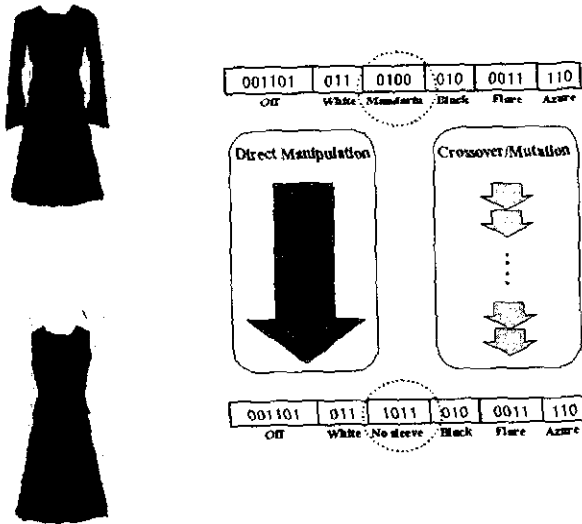 001101 011 0100 010 0011 110
Off White Mandarin Black Flare Azure
Direct Manipulation Crossover/Mutation
001101 011 1011 010 0011 110
Off White No sleeve Black Flare Azure